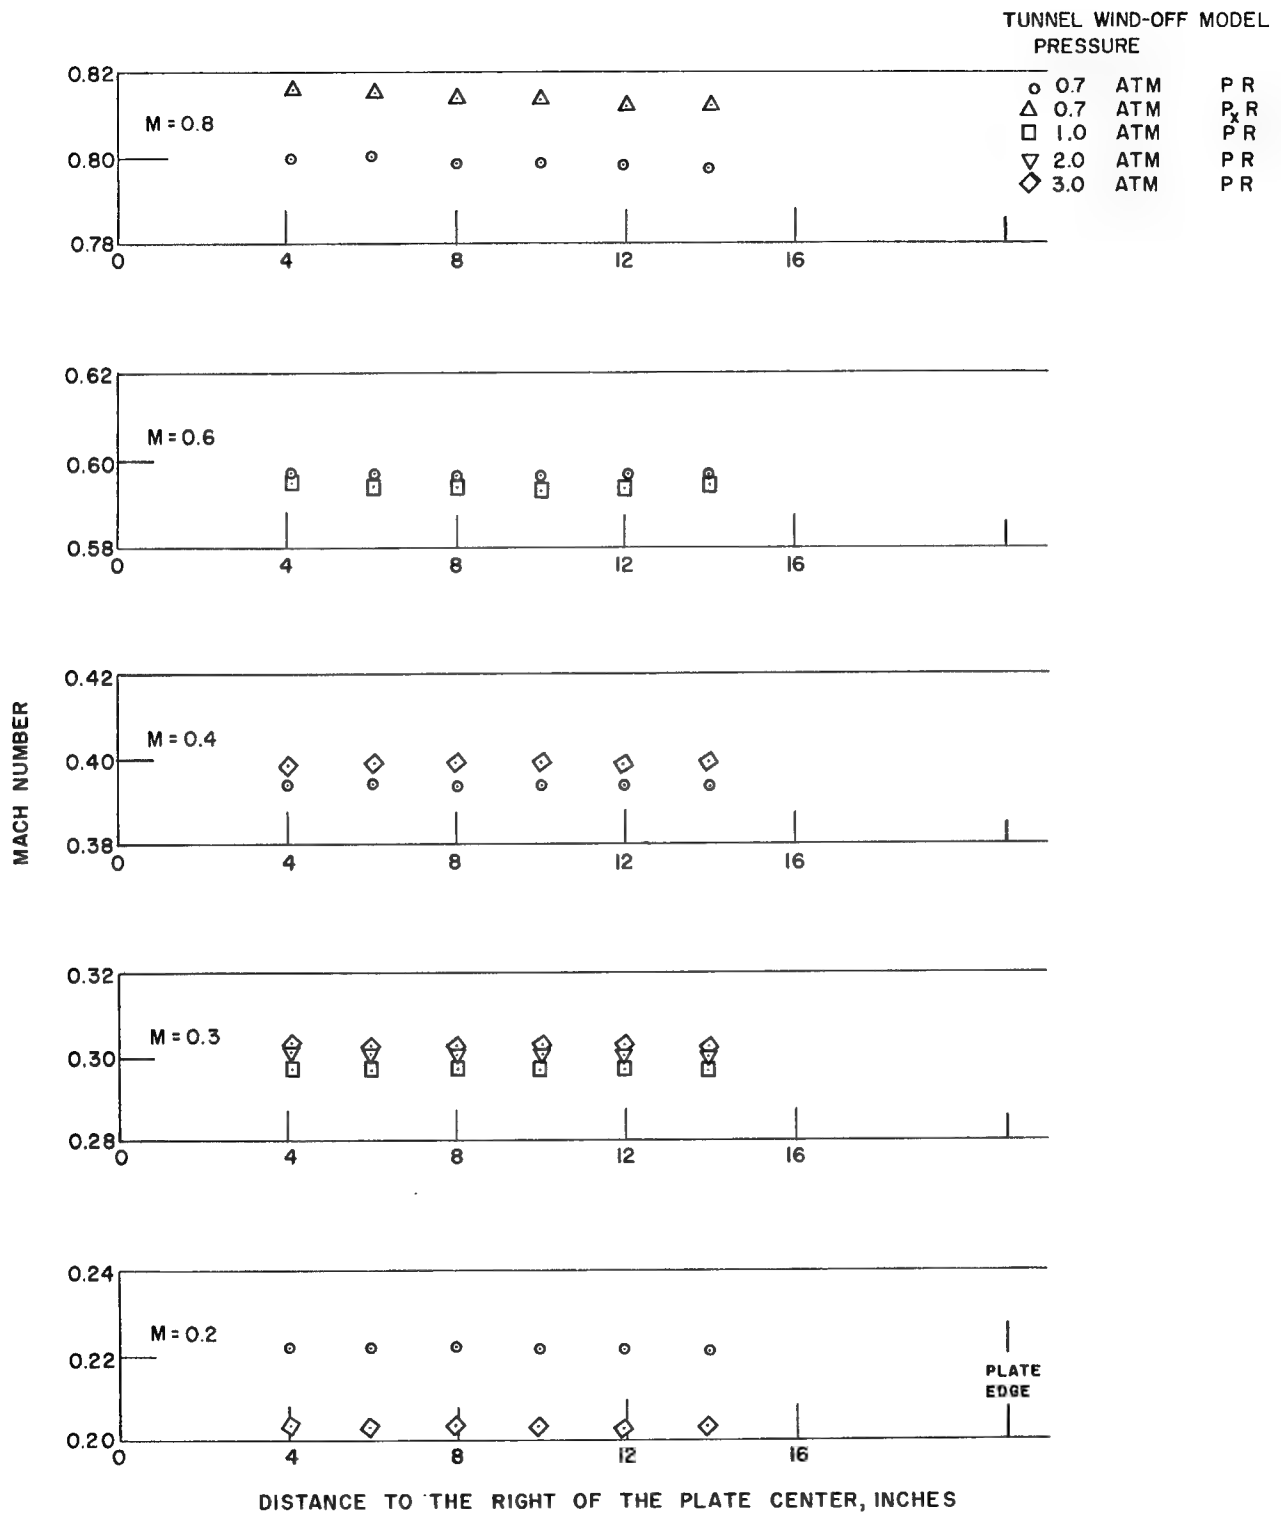 TUNNEL WIND-OFF MODEL
PRESSURE
0.7 ATM PR
0.7 ATM PxR
1.0 ATM PR
2.0 ATM PR
3.0 ATM PR
0.82
M = 0.8
0.80
0.78
0 4 8 12 16
0.62
M = 0.6
0.60
0.58
0 4 8 12 16
0.42
M = 0.4
0.40
0.38
0 4 8 12 16
MACH NUMBER
0.32
M = 0.3
0.30
0.28
0 4 8 12 16
0.24
M = 0.2
0.22
PLATE
EDGE
0.20
0 4 8 12 16
DISTANCE TO THE RIGHT OF THE PLATE CENTER, INCHES